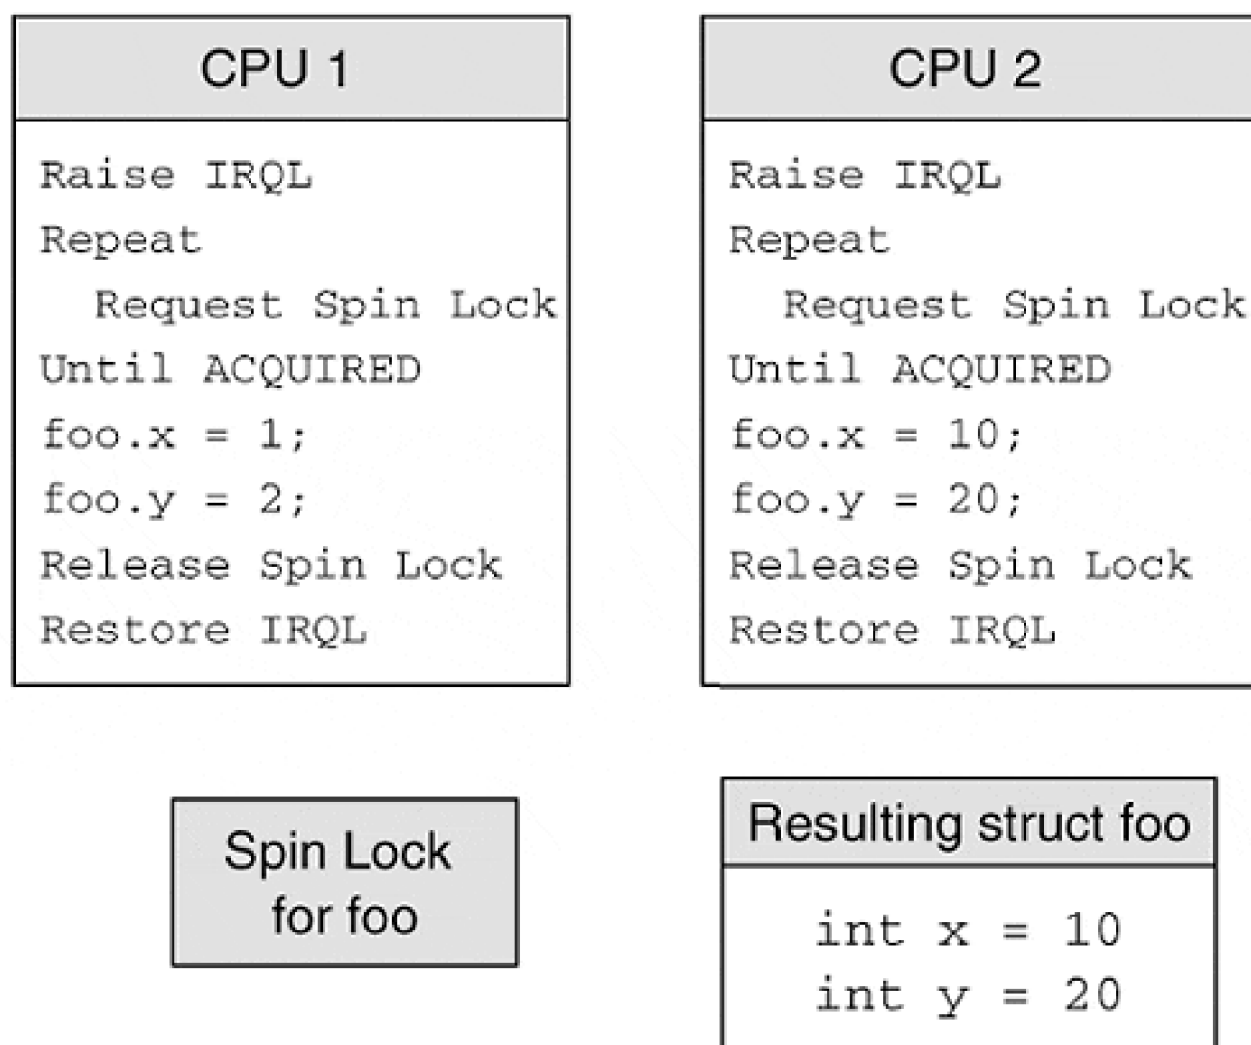 CPU 1
Raise IRQL
Repeat
Request Spin Lock
Until ACQUIRED
foo.x = 1;
foo.y = 2;
Release Spin Lock
Restore IRQL
CPU 2
Raise IRQL
Repeat
Request Spin Lock
Until ACQUIRED
foo.x = 10;
foo.y = 20;
Release Spin Lock
Restore IRQL
Spin Lock
for foo
Resulting struct foo
int x = 10
int y = 20